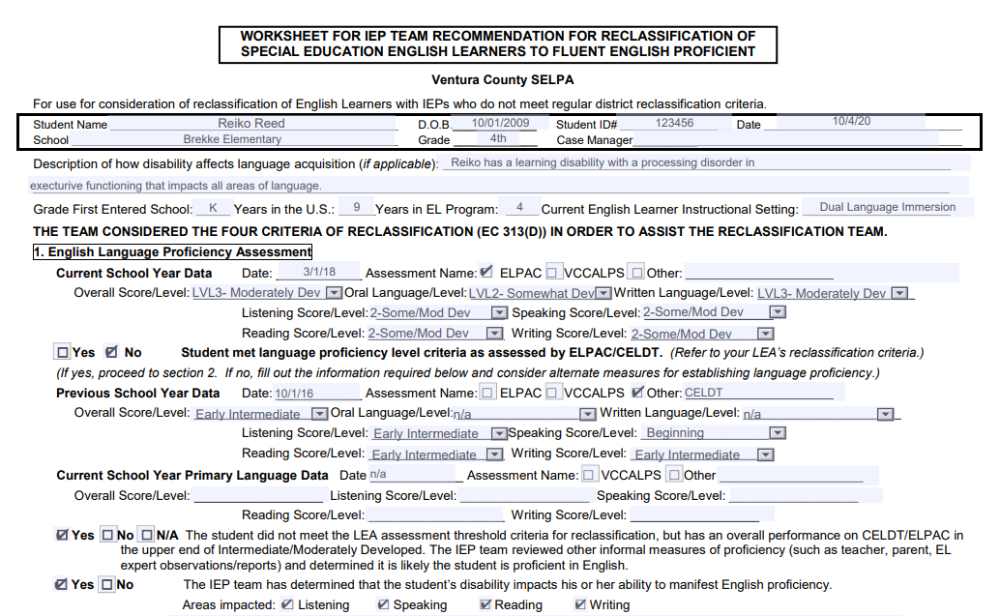 WORKSHEET FOR IEP TEAM RECOMMENDATION FOR RECLASSIFICATION OF
SPECIAL EDUCATION ENGLISH LEARNERS TO FLUENT ENGLISH PROFICIENT
Ventura County SELPA
For use for consideration of reclassification of English Learners with IEPs who do not meet regular district reclassification criteria.
Student Name Reiko Reed D.O.B. 10/01/2009 Student ID# 123456 Date 10/4/20
School Brekke Elementary Grade 4th Case Manager
Description of how disability affects language acquisition (if applicable): Reiko has a learning disability with a processing disorder in
execturive functioning that impacts all areas of language.
Grade First Entered School: K Years in the U.S.: 9 Years in EL Program: 4 Current English Learner Instructional Setting: Dual Language Immersion
THE TEAM CONSIDERED THE FOUR CRITERIA OF RECLASSIFICATION (EC 313(D)) IN ORDER TO ASSIST THE RECLASSIFICATION TEAM.
1. English Language Proficiency Assessment
Current School Year Data Date: 3/1/18 Assessment Name: ELPAC VCCALPS Other:
Overall Score/Level: LVL3- Moderately Dev Oral Language/Level: LVL2- Somewhat Dev Written Language/Level: LVL3- Moderately Dev
Listening Score/Level: 2-Some/Mod Dev Speaking Score/Level: 2-Some/Mod Dev
Reading Score/Level: 2-Some/Mod Dev Writing Score/Level: 2-Some/Mod Dev
Yes No Student met language proficiency level criteria as assessed by ELPAC/CELDT. (Refer to your LEA's reclassification criteria.)
(If yes, proceed to section 2. If no, fill out the information required below and consider alternate measures for establishing language proficiency.)
Previous School Year Data Date: 10/1/16 Assessment Name: ELPAC VCCALPS Other: CELDT
Overall Score/Level: Early Intermediate Oral Language/Level: n/a Written Language/Level: n/a
Listening Score/Level: Early Intermediate Speaking Score/Level: Beginning
Reading Score/Level: Early Intermediate Writing Score/Level: Early Intermediate
Current School Year Primary Language Data Date n/a Assessment Name: VCCALPS Other
Overall Score/Level: Listening Score/Level: Speaking Score/Level:
Reading Score/Level: Writing Score/Level:
Yes No N/A The student did not meet the LEA assessment threshold criteria for reclassification, but has an overall performance on CELDT/ELPAC in
the upper end of Intermediate/Moderately Developed. The IEP team reviewed other informal measures of proficiency (such as teacher, parent, EL
expert observations/reports) and determined it is likely the student is proficient in English.
Yes No The IEP team has determined that the student's disability impacts his or her ability to manifest English proficiency.
Areas impacted: Listening Speaking Reading Writing